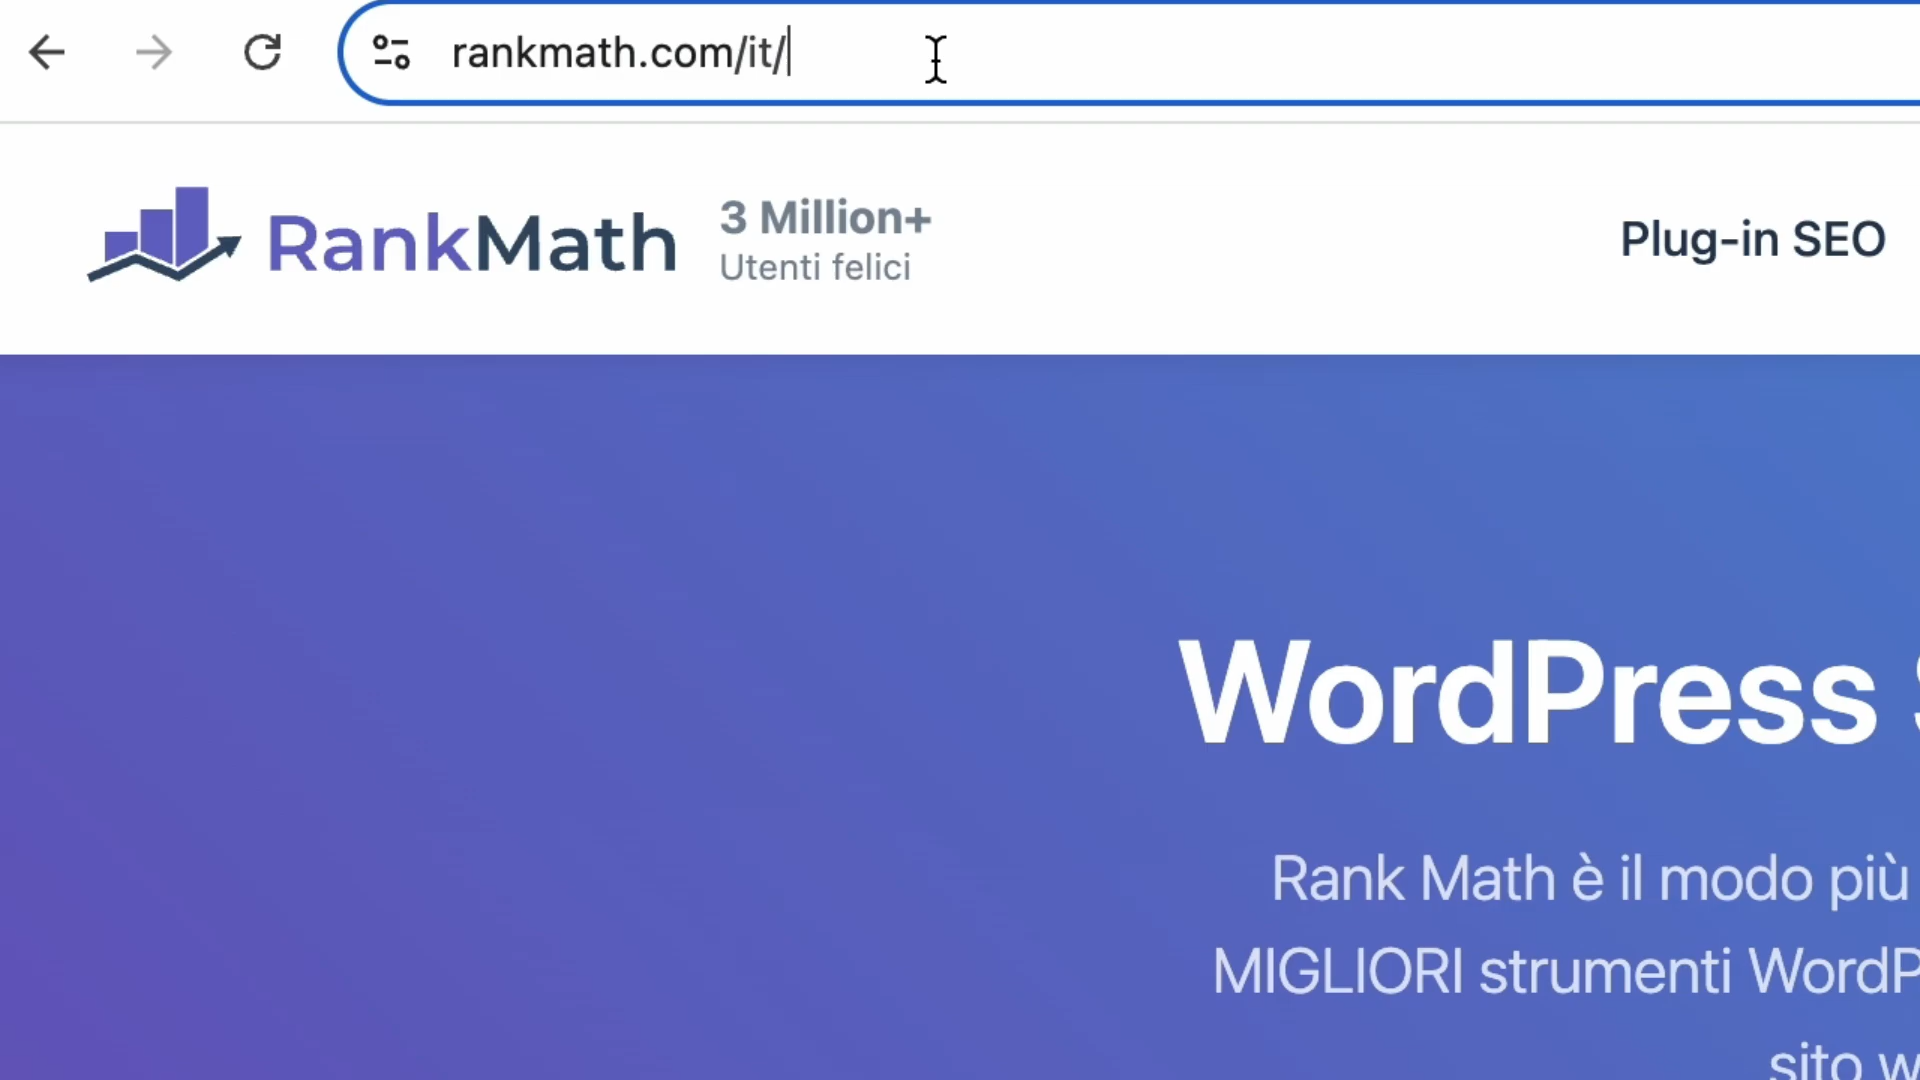 rankmath.com/it/
RankMath
3 Million+
Utenti felici
Plug-in SEO
WordPress
Rank Math è il modo più
MIGLIORI strumenti
sito